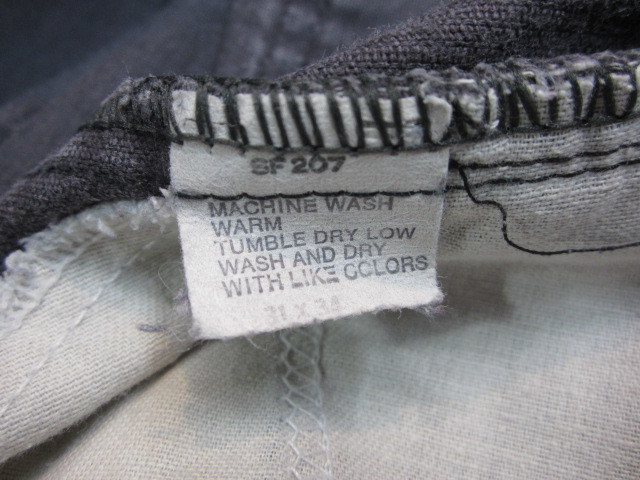 SF 207
MACHINE WASH
WARM
TUMBLE DRY LOW
WASH AND DRY
WITH LIKE COLORS
31 X 34